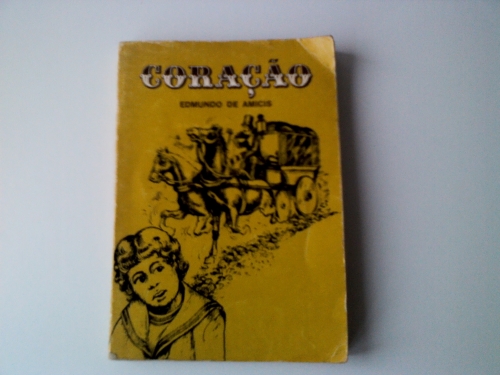 CORAÇÃO
EDMUNDO DE AMICIS